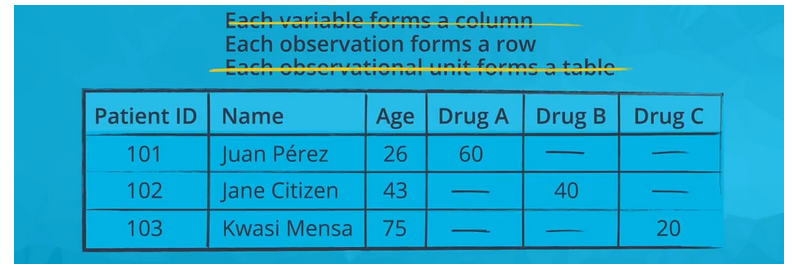 Each variable forms a column
Each observation forms a row
Each observational unit forms a table
Patient ID Name Age Drug A Drug B Drug C
101 Juan Pérez 26 60 — —
102 Jane Citizen 43 — 40 —
103 Kwasi Mensa 75 — — 20